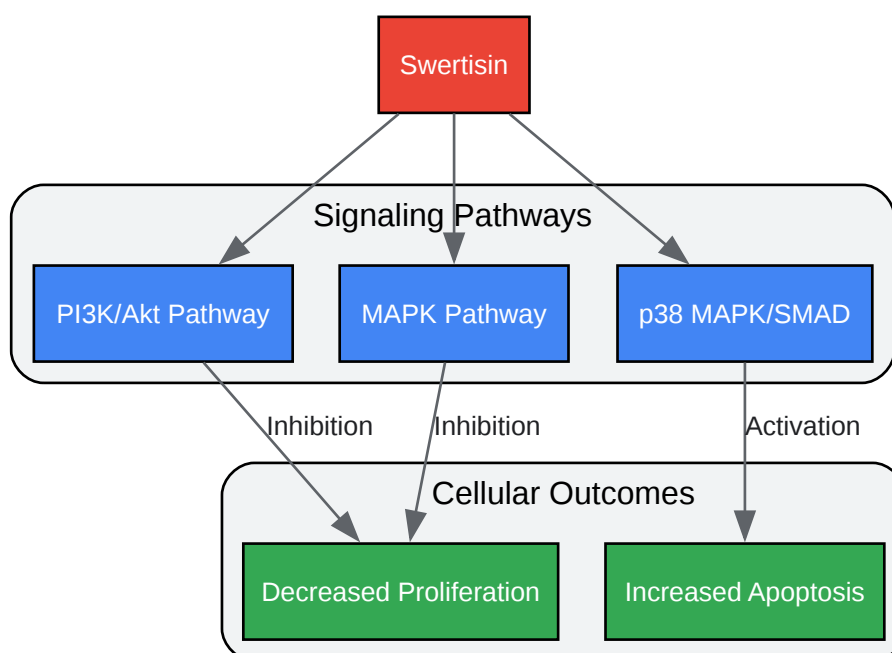 Swertisin
Signaling Pathways
PI3K/Akt Pathway
MAPK Pathway
p38 MAPK/SMAD
Inhibition
Inhibition
Activation
Cellular Outcomes
Decreased Proliferation
Increased Apoptosis